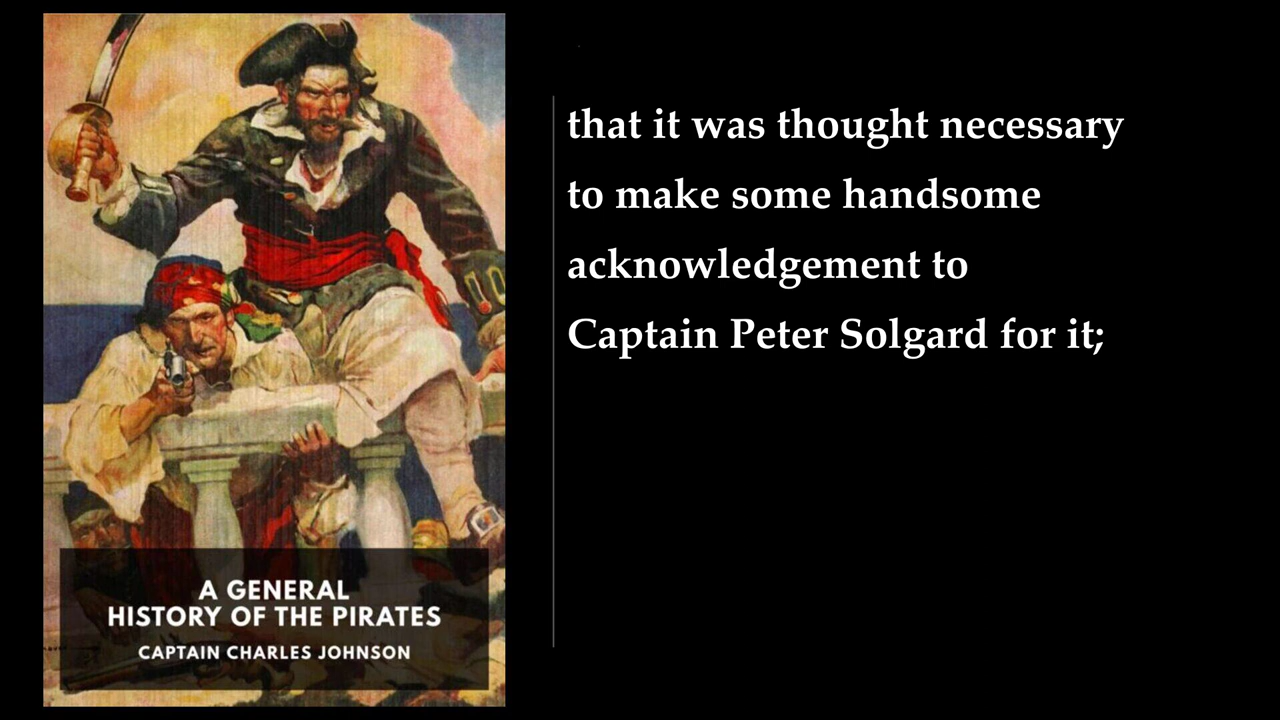 that it was thought necessary
to make some handsome
acknowledgement to
Captain Peter Solgard for it;
A GENERAL
HISTORY OF THE PIRATES
CAPTAIN CHARLES JOHNSON